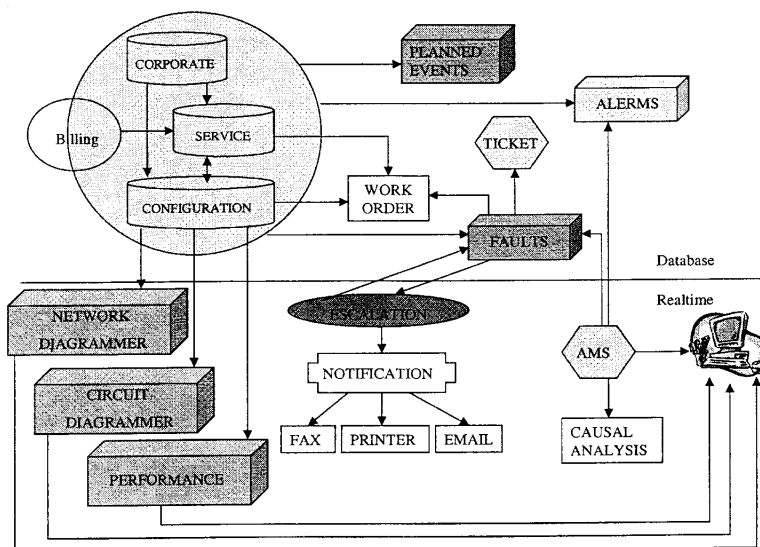 CORPORATE
PLANNED
EVENTS
ALERMS
Billing
SERVICE
TICKET
CONFIGURATION
WORK
ORDER
FAULTS
Database
Realtime
NETWORK
DIAGRAMMER
ESCALATION
AMS
NOTIFICATION
CIRCUIT
DIAGRAMMER
FAX
PRINTER
EMAIL
CAUSAL
ANALYSIS
PERFORMANCE